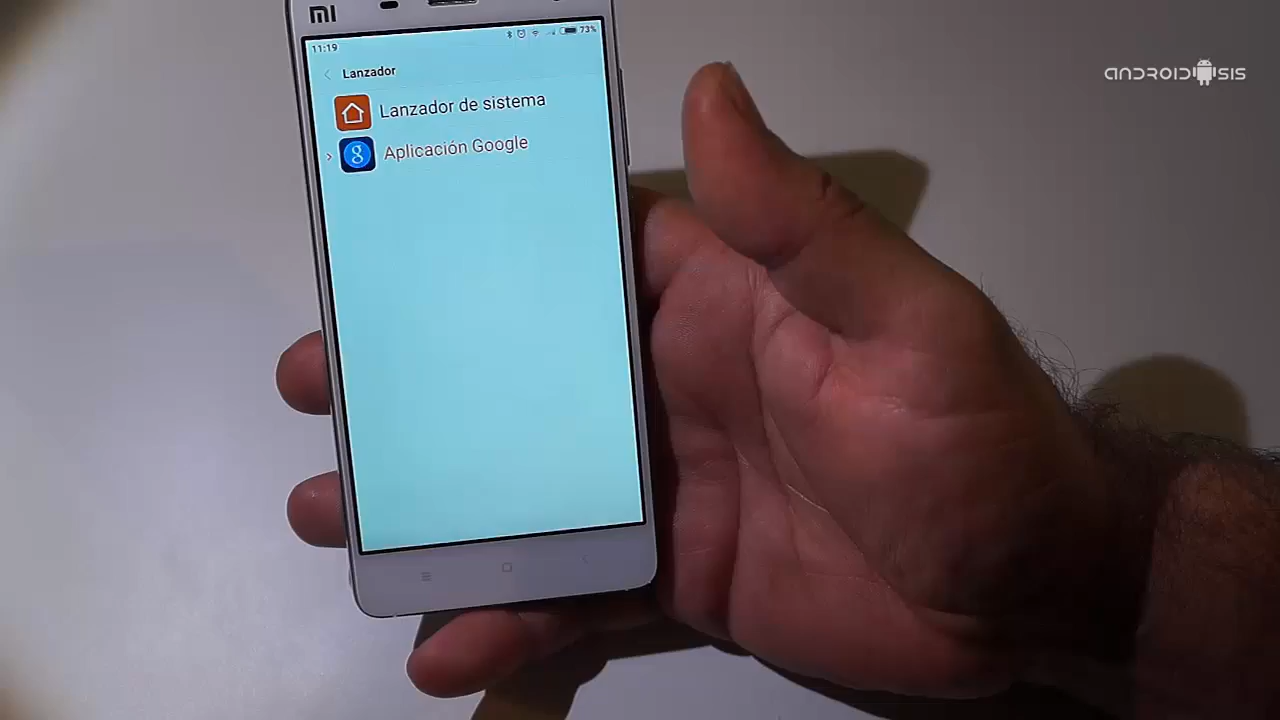 MI
11:19
73%
Lanzador
Lanzador de sistema
Aplicación Google
ANDROIDSIS